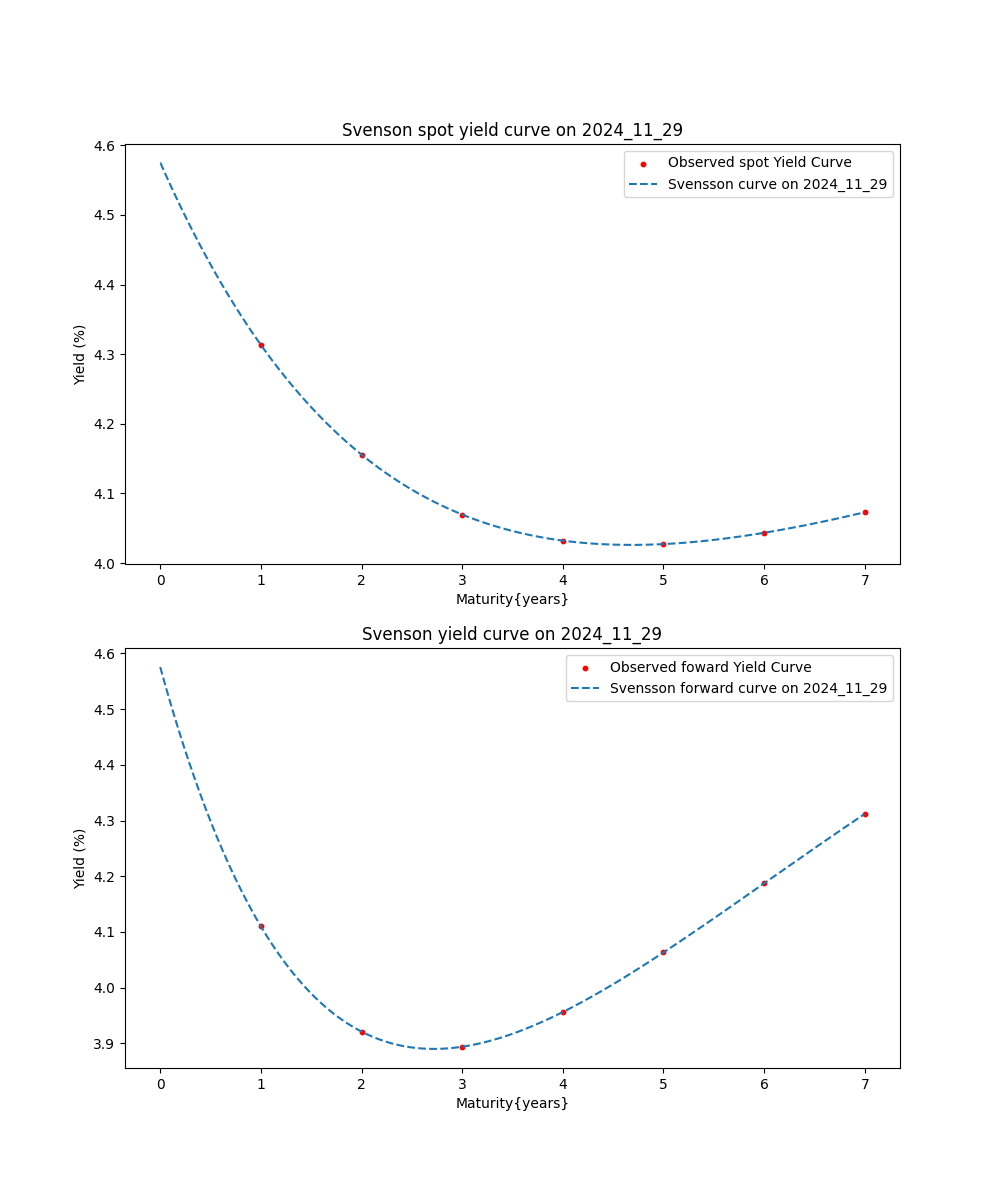 Svenson spot yield curve on 2024_11_29
4.6
4.5
4.4
4.3
4.2
4.1
4.0
Yield (%)
Observed spot Yield Curve
Svensson curve on 2024_11_29
0 1 2 3 4 5 6 7
Maturity{years}
Svenson yield curve on 2024_11_29
4.6
4.5
4.4
4.3
4.2
4.1
4.0
3.9
Yield (%)
Observed foward Yield Curve
Svensson forward curve on 2024_11_29
0 1 2 3 4 5 6 7
Maturity{years}